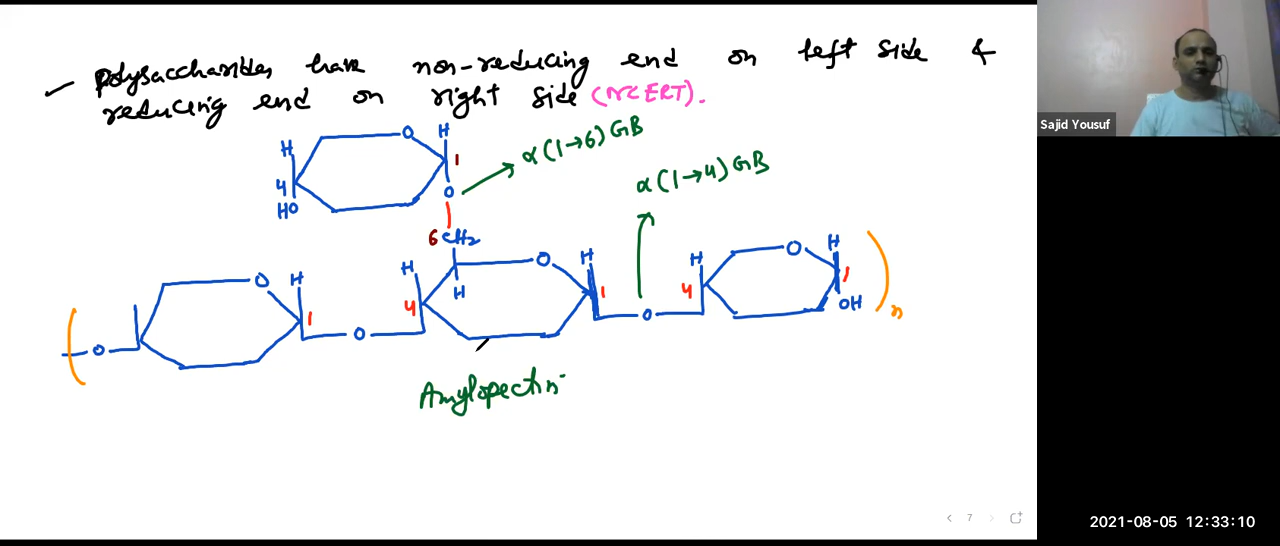 Polysaccharides have non-reducing end on left side &
reducing end on right side (NCERT).
Sajid Yousuf
O H
H 1 α(1→6) GB
4 O α(1→4) GB
HO
6 CH2
O H H O H H O H
1 4 H 1 4 1
O O O OH n
Amylopectin
7
2021-08-05 12:33:10